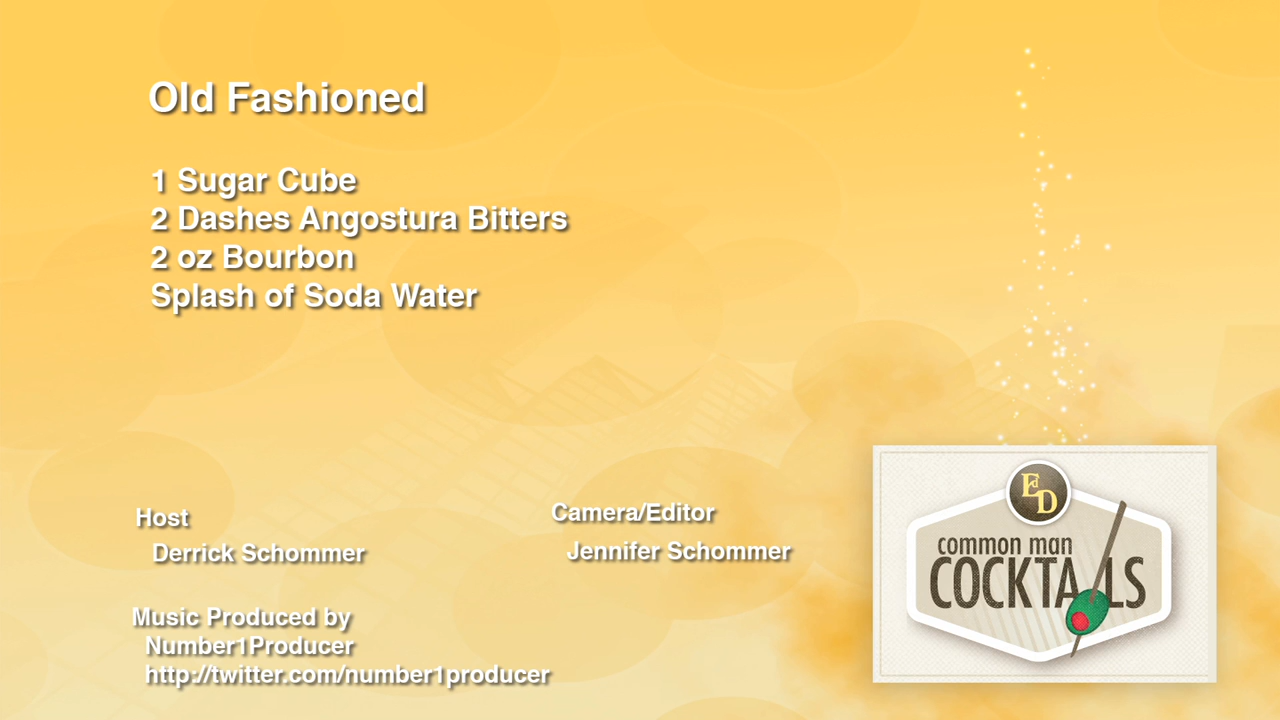 Old Fashioned
1 Sugar Cube
2 Dashes Angostura Bitters
2 oz Bourbon
Splash of Soda Water
Host
Derrick Schommer
Camera/Editor
Jennifer Schommer
Music Produced by
Number1Producer
http://twitter.com/number1producer
Ed D
common man
COCKTAILS